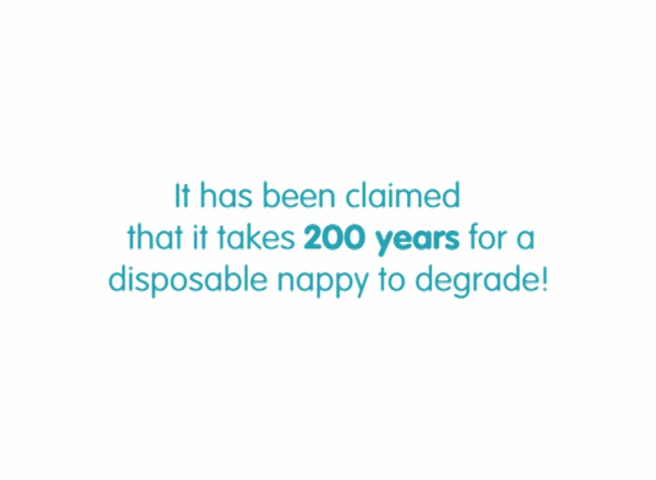 It has been claimed
that it takes 200 years for a
disposable nappy to degrade!